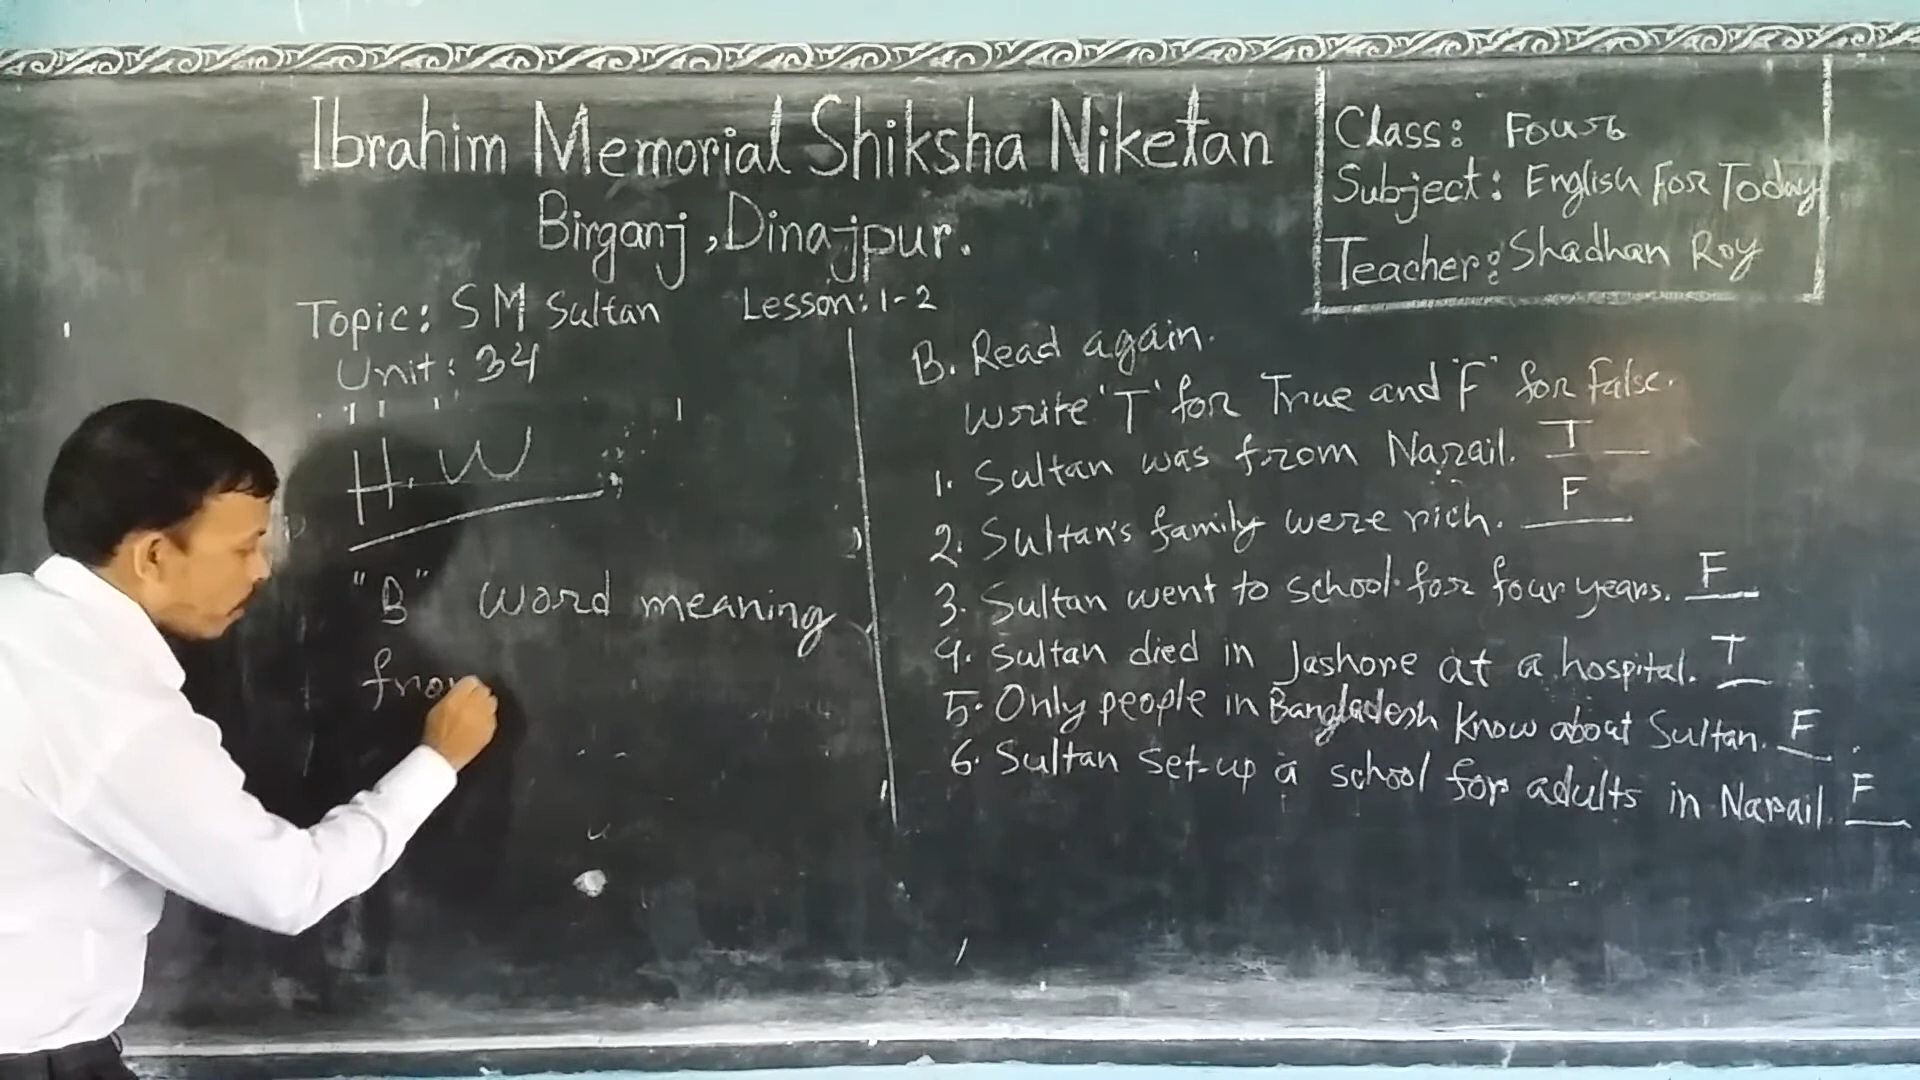 Ibrahim Memorial Shiksha Niketan
Birganj, Dinajpur.
Class: Four
Subject: English For Today
Teacher: Shadhan Roy
Topic: SM Sultan Lesson: 1-2
Unit: 34
H.W
"B" word meaning
B. Read again.
Write 'T' for True and 'F' for False.
1. Sultan was from Narail. T
2. Sultan's family were rich. F
3. Sultan went to school for four years. F
4. Sultan died in Jashore at a hospital. T
5. Only people in Bangladesh know about Sultan. F
6. Sultan set-up a school for adults in Narail. F